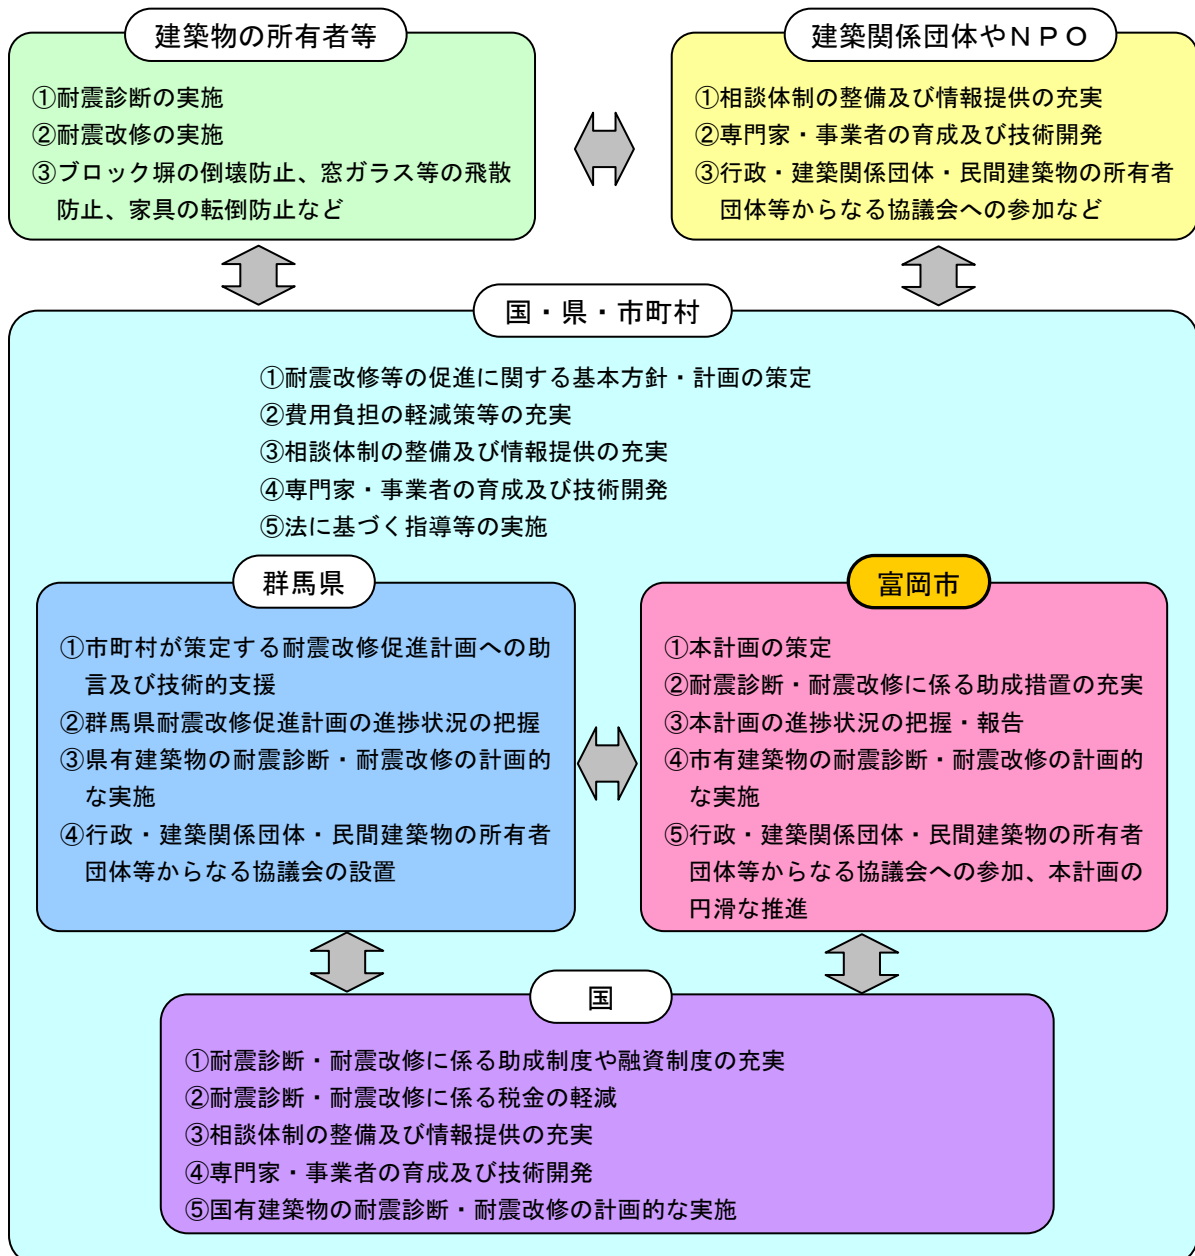 建築物の所有者等
①耐震診断の実施
②耐震改修の実施
③ブロック塀の倒壊防止、窓ガラス等の飛散
防止、家具の転倒防止など
建築関係団体やＮＰＯ
①相談体制の整備及び情報提供の充実
②専門家・事業者の育成及び技術開発
③行政・建築関係団体・民間建築物の所有者
団体等からなる協議会への参加など
国・県・市町村
①耐震改修等の促進に関する基本方針・計画の策定
②費用負担の軽減策等の充実
③相談体制の整備及び情報提供の充実
④専門家・事業者の育成及び技術開発
⑤法に基づく指導等の実施
群馬県
①市町村が策定する耐震改修促進計画への助
言及び技術的支援
②群馬県耐震改修促進計画の進捗状況の把握
③県有建築物の耐震診断・耐震改修の計画的
な実施
④行政・建築関係団体・民間建築物の所有者
団体等からなる協議会の設置
富岡市
①本計画の策定
②耐震診断・耐震改修に係る助成措置の充実
③本計画の進捗状況の把握・報告
④市有建築物の耐震診断・耐震改修の計画的
な実施
⑤行政・建築関係団体・民間建築物の所有者
団体等からなる協議会への参加、本計画の
円滑な推進
国
①耐震診断・耐震改修に係る助成制度や融資制度の充実
②耐震診断・耐震改修に係る税金の軽減
③相談体制の整備及び情報提供の充実
④専門家・事業者の育成及び技術開発
⑤国有建築物の耐震診断・耐震改修の計画的な実施